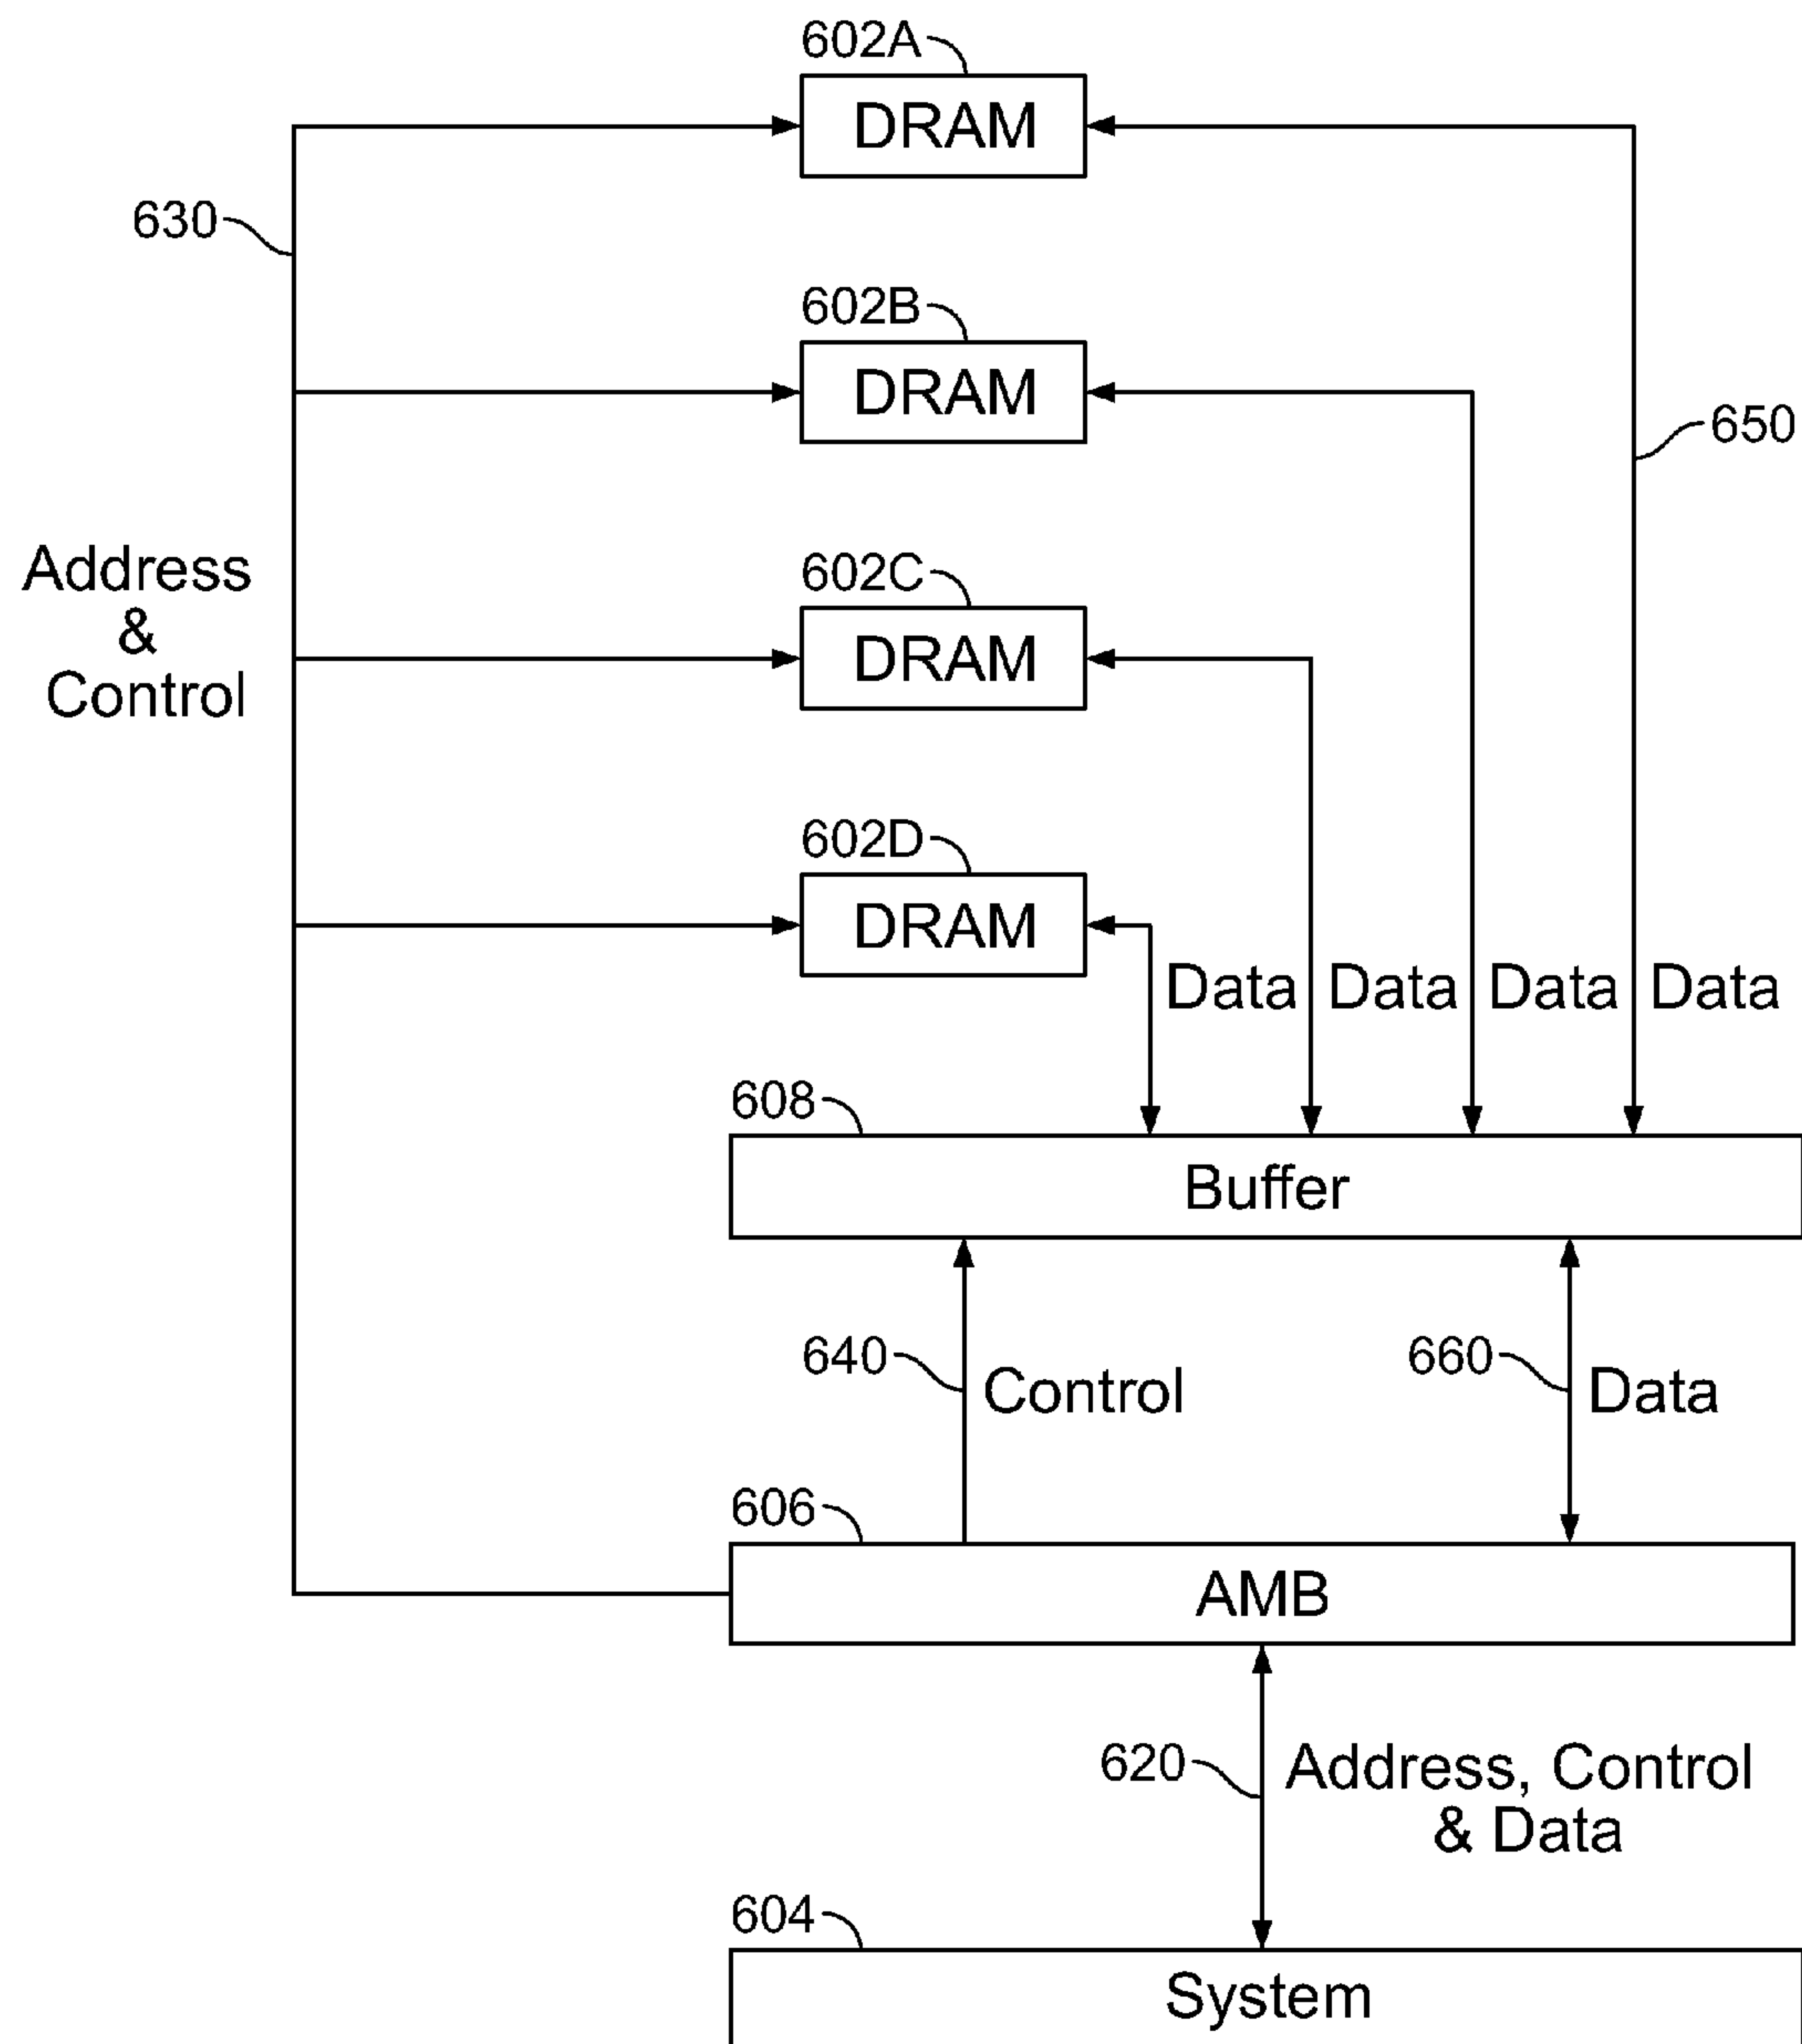 602A
DRAM
630
602B
DRAM
650
Address
&
Control
602C
DRAM
602D
DRAM
Data Data Data Data
608
Buffer
640
Control
660
Data
606
AMB
620
Address, Control
& Data
604
System